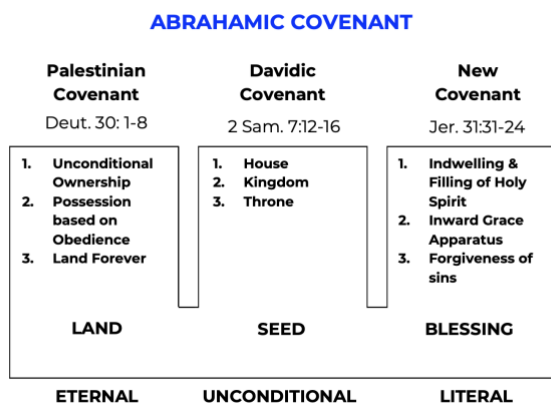 ABRAHAMIC COVENANT
Palestinian
Covenant
Deut. 30: 1-8
1. Unconditional
Ownership
2. Possession
based on
Obedience
3. Land Forever
LAND
Davidic
Covenant
2 Sam. 7:12-16
1. House
2. Kingdom
3. Throne
SEED
New
Covenant
Jer. 31:31-24
1. Indwelling &
Filling of Holy
Spirit
2. Inward Grace
Apparatus
3. Forgiveness of
sins
BLESSING
ETERNAL
UNCONDITIONAL
LITERAL